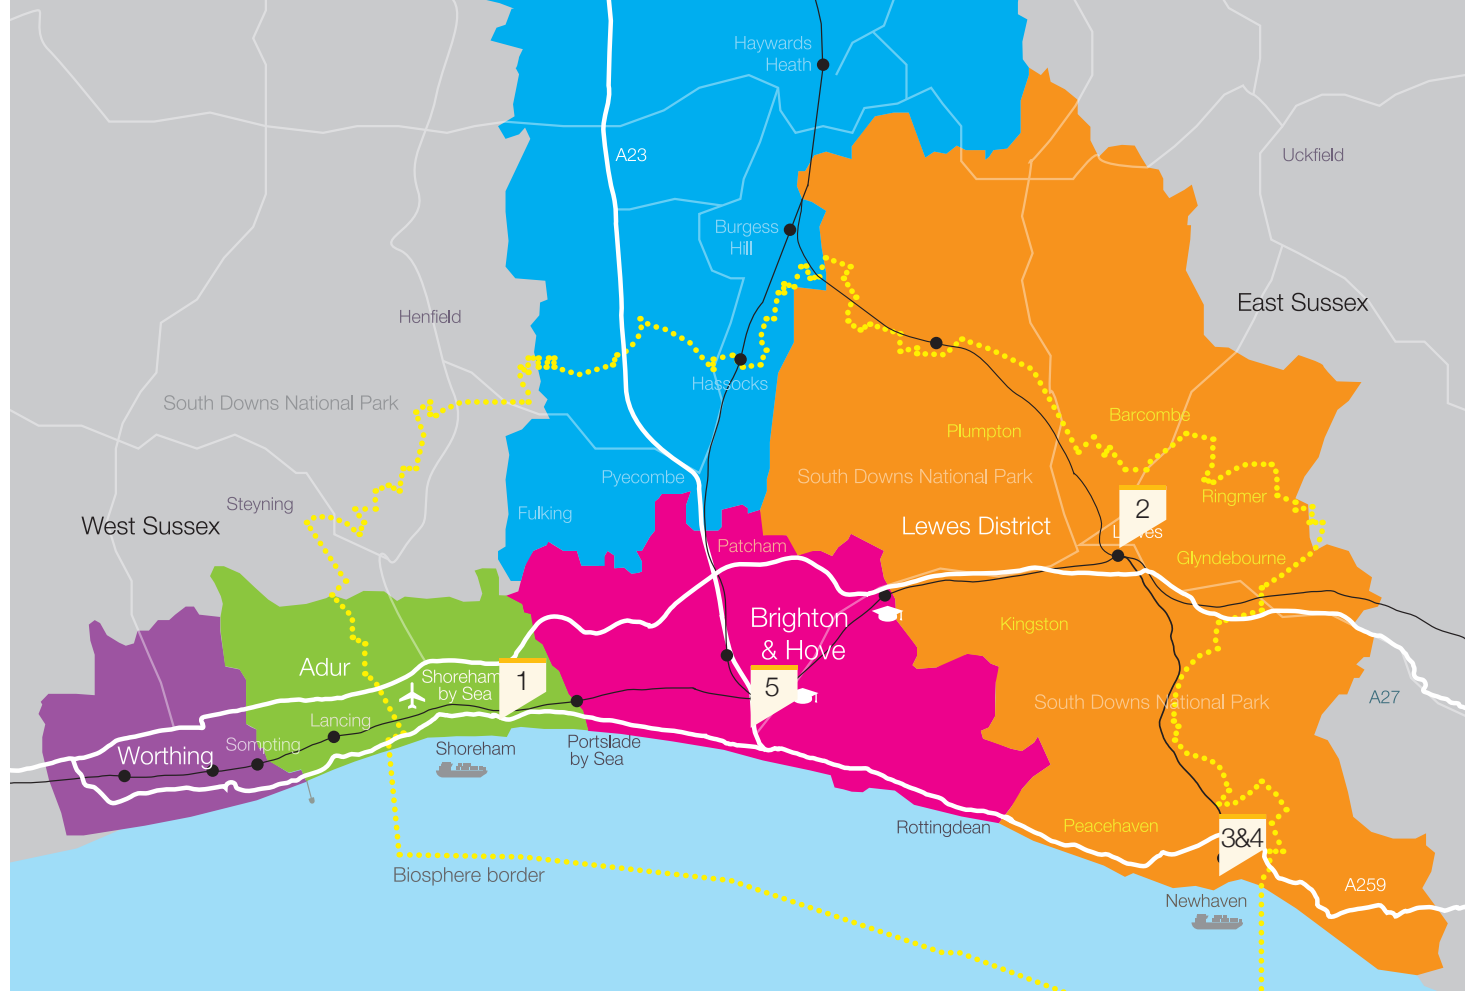 Haywards
Heath
A23
Uckfield
Burgess
Hill
East Sussex
Henfield
Hassocks
South Downs National Park
Barcombe
Plumpton
Pyecombe
South Downs National Park
Ringmer
Steyning
Fulking
2
West Sussex
Lewes District
Patcham
Glyndebourne
Brighton
& Hove
Kingston
Adur
Shoreham
by Sea
1
5
South Downs National Park
A27
Lancing
Sompting
Worthing
Shoreham
Portslade
by Sea
Rottingdean
Peacehaven
3&4
Biosphere border
A259
Newhaven